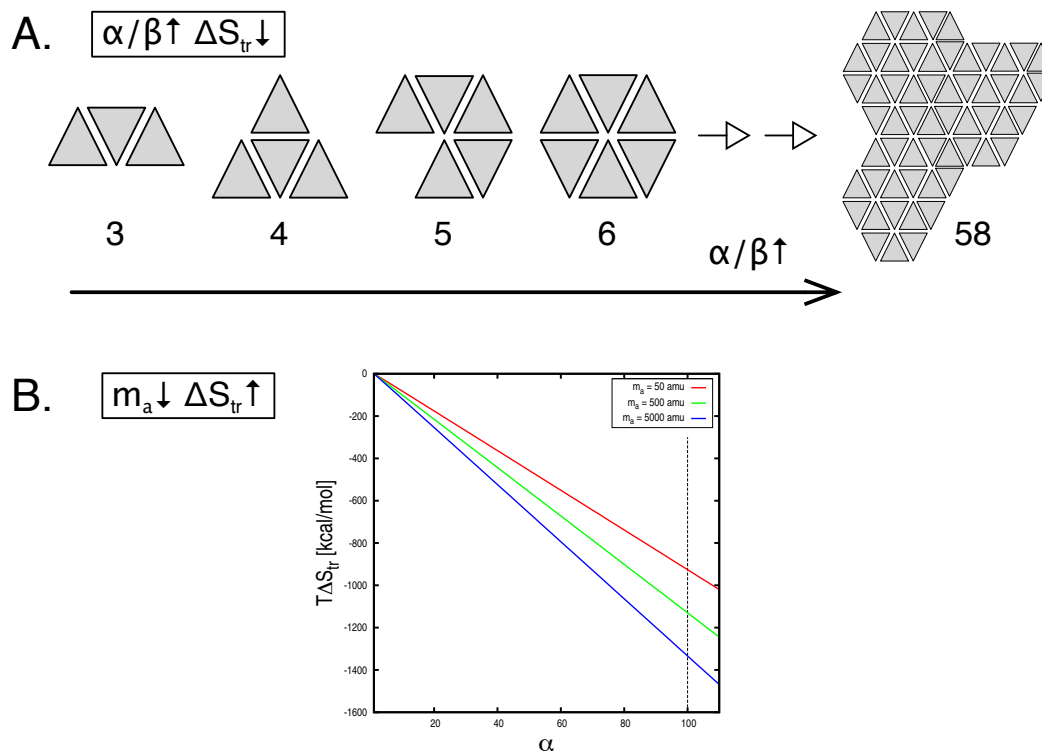 A.
α/β↑ ΔS_tr↓
3
4
5
6
58
α/β↑
B.
m_a↓ ΔS_tr↑
m_a = 50 amu
m_a = 500 amu
m_a = 5000 amu
TΔS_tr [kcal/mol]
0
-200
-400
-600
-800
-1000
-1200
-1400
-1600
20
40
60
80
100
α